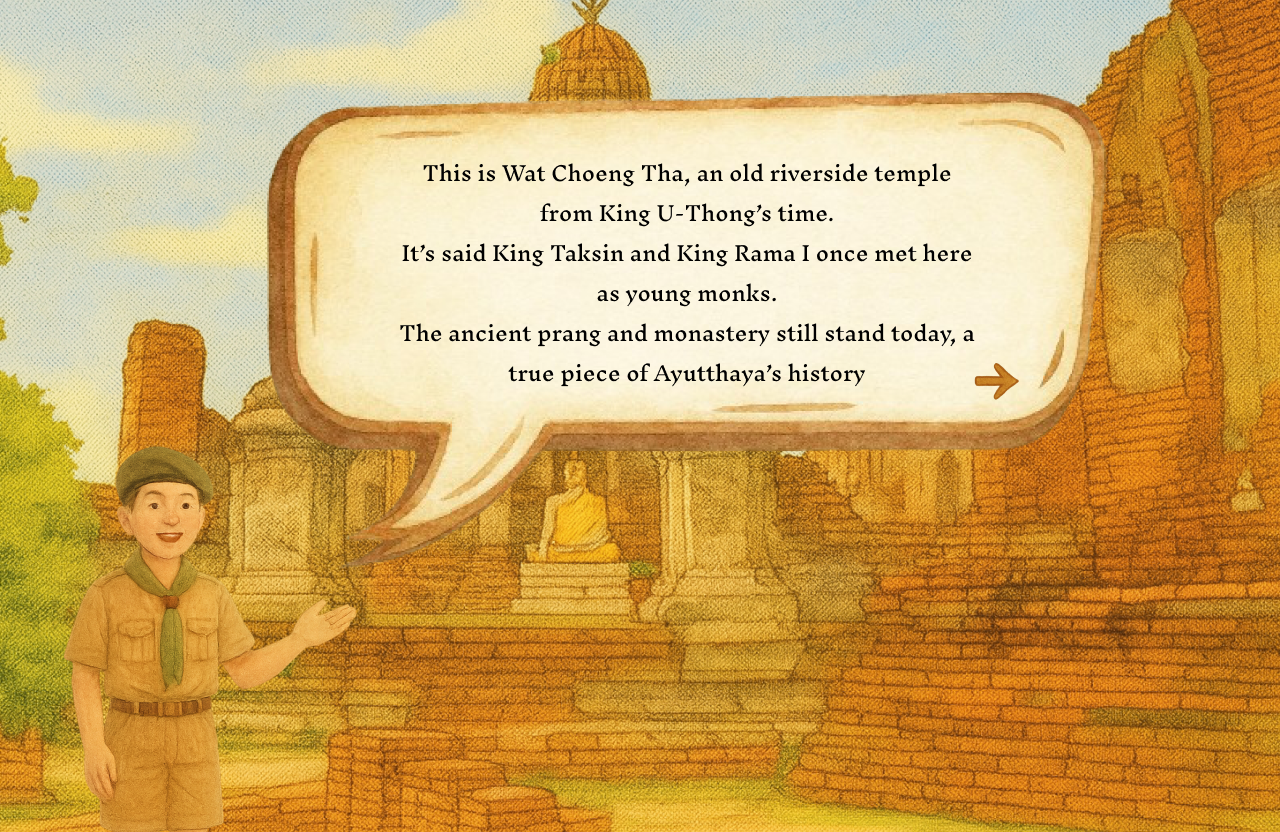 This is Wat Choeng Tha, an old riverside temple
from King U-Thong’s time.
It’s said King Taksin and King Rama I once met here
as young monks.
The ancient prang and monastery still stand today, a
true piece of Ayutthaya’s history